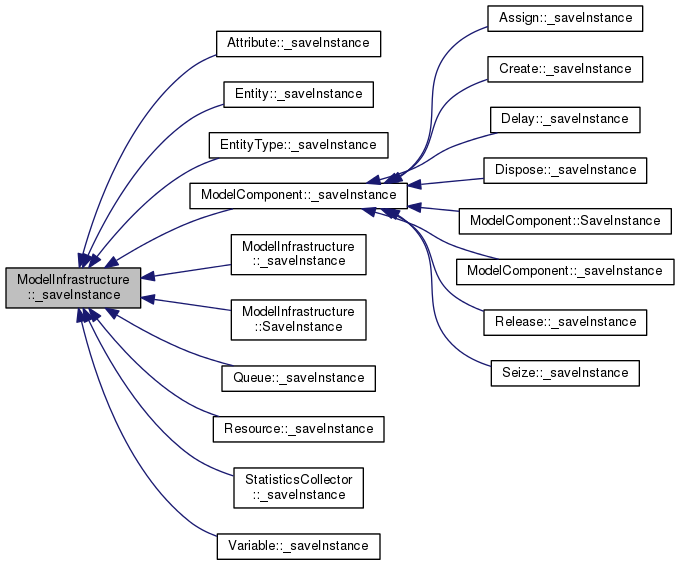 ModelInfrastructure
::_saveInstance
Attribute::_saveInstance
Entity::_saveInstance
EntityType::_saveInstance
ModelComponent::_saveInstance
ModelInfrastructure
::_saveInstance
ModelInfrastructure
::SaveInstance
Queue::_saveInstance
Resource::_saveInstance
StatisticsCollector
::_saveInstance
Variable::_saveInstance
Assign::_saveInstance
Create::_saveInstance
Delay::_saveInstance
Dispose::_saveInstance
ModelComponent::SaveInstance
ModelComponent::_saveInstance
Release::_saveInstance
Seize::_saveInstance